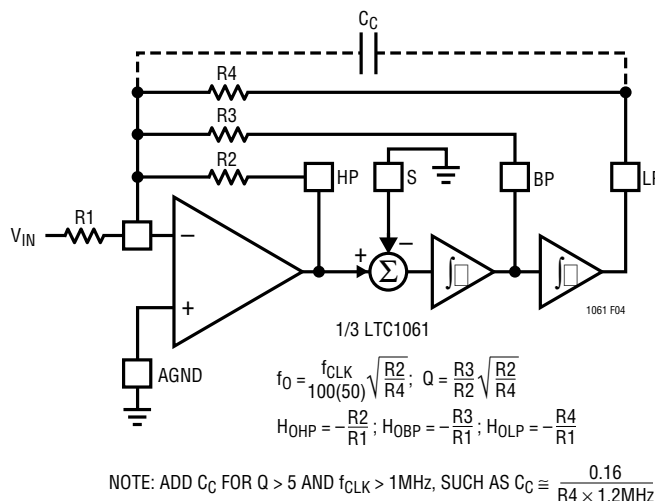 C_C
R4
R3
R2
HP
S
BP
LP
R1
V_IN
−
+
+
−
Σ
∫
∫
AGND
1/3 LTC1061
1061 F04
f_O = f_CLK / 100(50) √(R2/R4); Q = R3/R2 √(R2/R4)
H_OHP = −R2/R1; H_OBP = −R3/R1; H_OLP = −R4/R1
NOTE: ADD C_C FOR Q > 5 AND f_CLK > 1MHz, SUCH AS C_C ≅ 0.16 / R4 × 1.2MHz